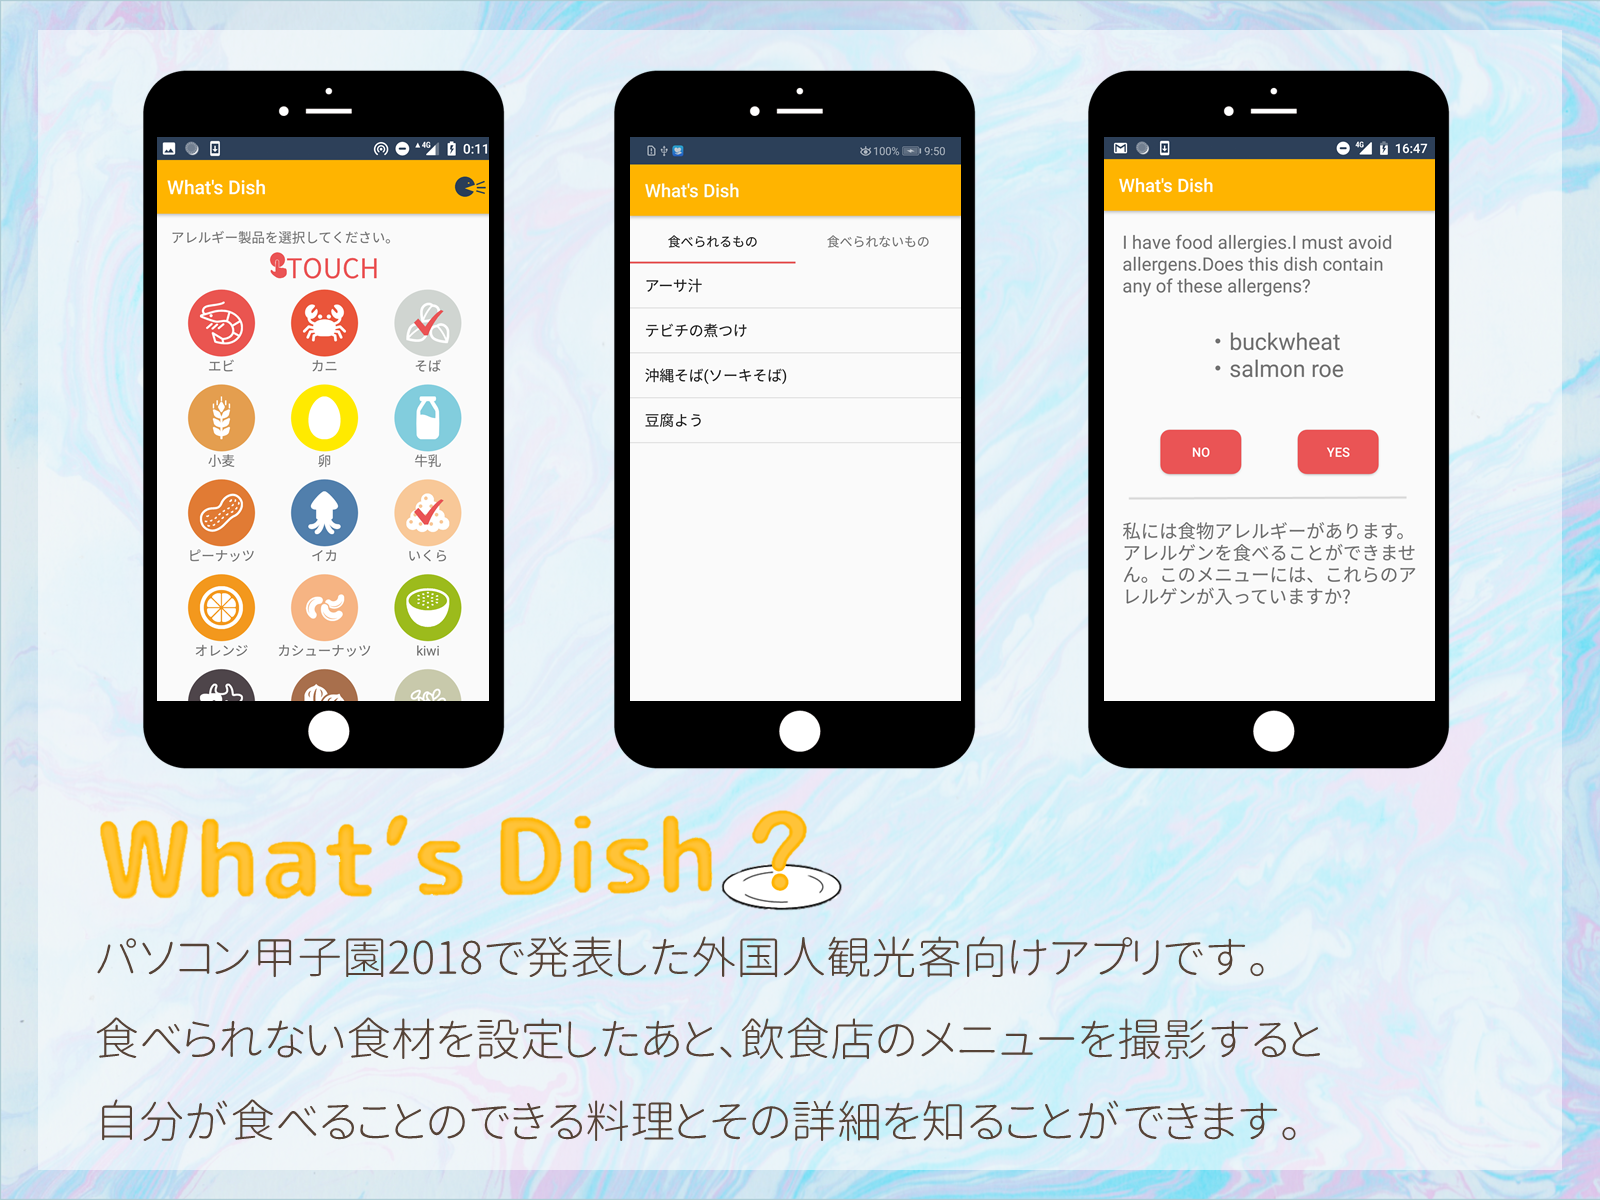 0:11
What's Dish
アレルギー製品を選択してください。
TOUCH
エビ
カニ
そば
小麦
卵
牛乳
ピーナッツ
イカ
いくら
オレンジ
カシューナッツ
kiwi
100% 9:50
What's Dish
食べられるもの
食べられないもの
アーサ汁
テビチの煮つけ
沖縄そば(ソーキそば)
豆腐よう
4G 16:47
What's Dish
I have food allergies.I must avoid
allergens.Does this dish contain
any of these allergens?
・buckwheat
・salmon roe
NO
YES
私には食物アレルギーがあります。
アレルゲンを食べることができませ
ん。このメニューには、これらのア
レルゲンが入っていますか?
What's Dish ?
パソコン甲子園2018で発表した外国人観光客向けアプリです。
食べられない食材を設定したあと、飲食店のメニューを撮影すると
自分が食べることのできる料理とその詳細を知ることができます。